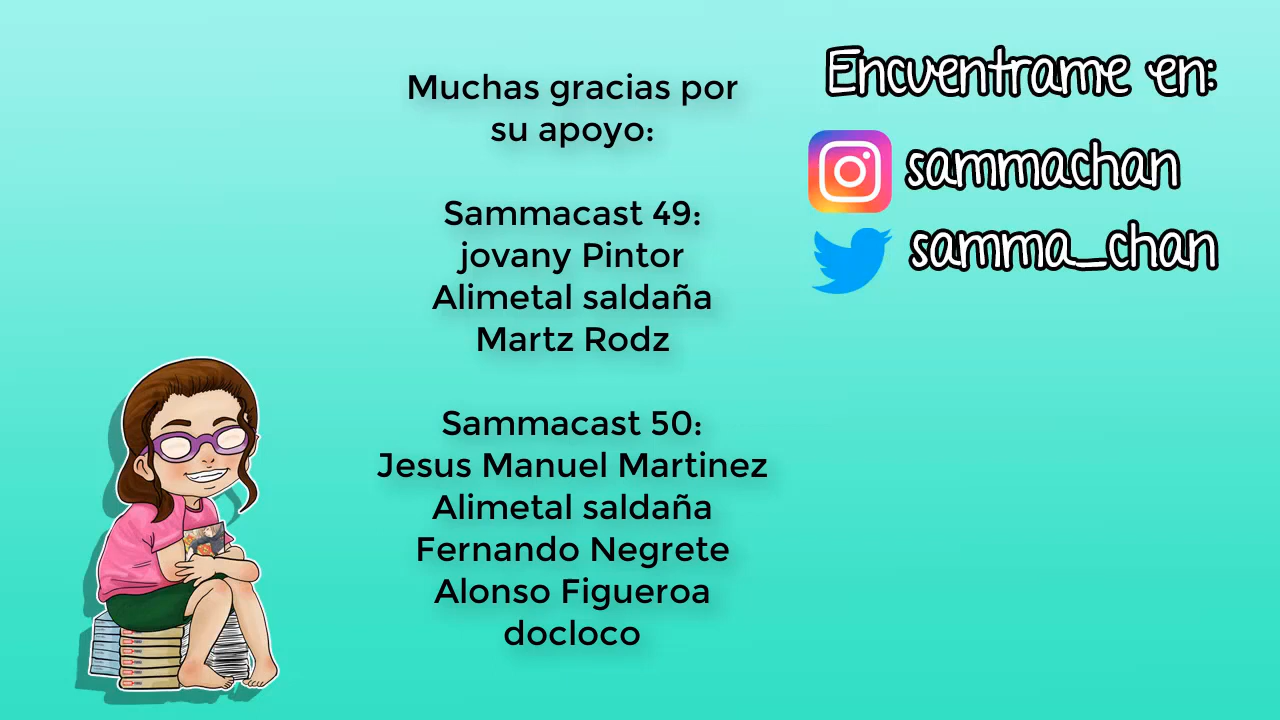 Muchas gracias por
su apoyo:
Sammacast 49:
jovany Pintor
Alimetal saldaña
Martz Rodz
Sammacast 50:
Jesus Manuel Martinez
Alimetal saldaña
Fernando Negrete
Alonso Figueroa
docloco
Encuentrame en:
sammachan
samma_chan